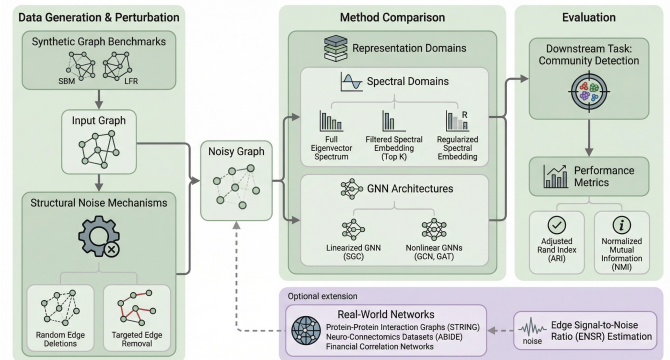 Data Generation & Perturbation
Synthetic Graph Benchmarks
SBM
LFR
Input Graph
Structural Noise Mechanisms
Random Edge
Deletions
Targeted Edge
Removal
Noisy Graph
Method Comparison
Representation Domains
Spectral Domains
Full
Eigenvector
Spectrum
Filtered Spectral
Embedding
(Top K)
R
Regularized
Spectral
Embedding
GNN Architectures
Linearized GNN
(SGC)
Nonlinear GNNs
(GCN, GAT)
Evaluation
Downstream Task:
Community Detection
Performance
Metrics
Adjusted
Rand Index
(ARI)
Normalized
Mutual
Information
(NMI)
Optional extension
Real-World Networks
Protein-Protein Interaction Graphs (STRING)
Neuro-Connectomics Datasets (ABIDE)
Financial Correlation Networks
noise
Edge Signal-to-Noise
Ratio (ENSR) Estimation